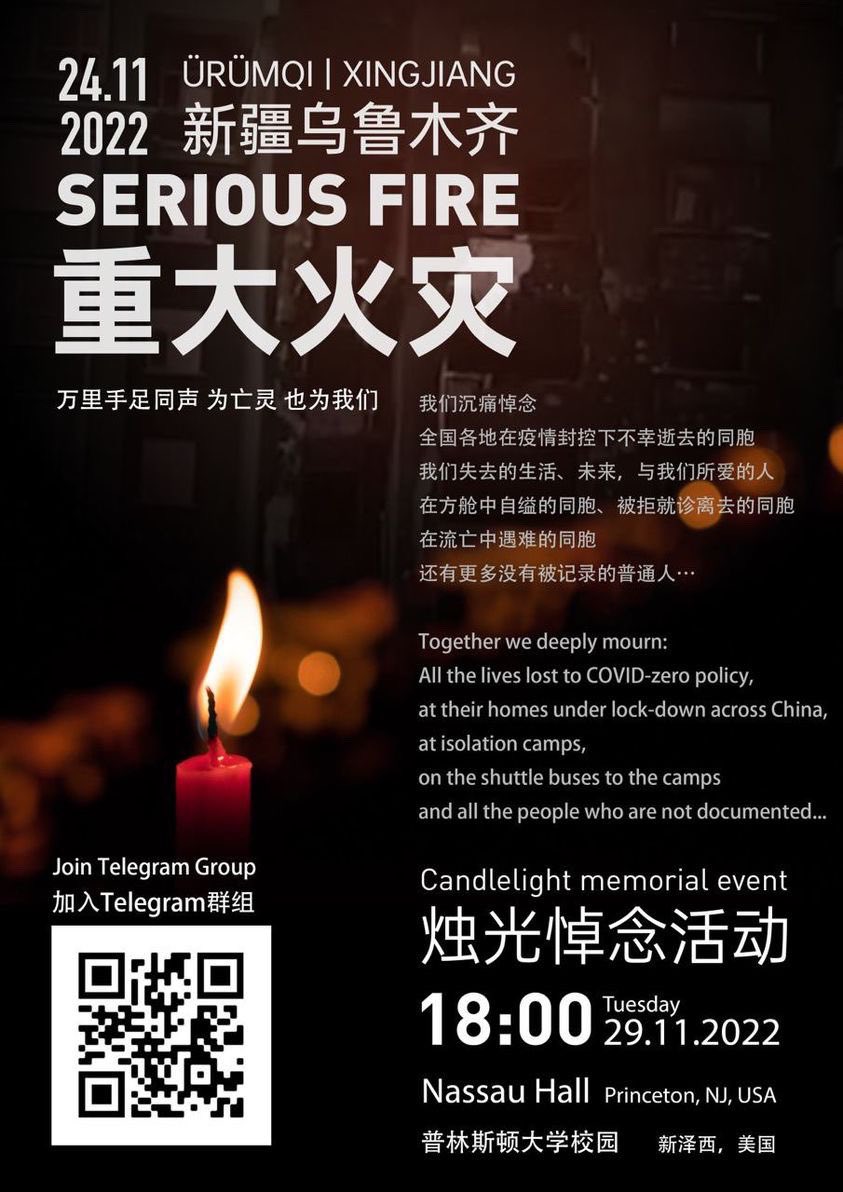 24.11
2022
ÜRÜMQI | XINGJIANG
新疆乌鲁木齐
SERIOUS FIRE
重大火灾
万里手足同声 为亡灵 也为我们
我们沉痛悼念
全国各地在疫情封控下不幸逝去的同胞
我们失去的生活、未来，与我们所爱的人
在方舱中自缢的同胞、被拒就诊离去的同胞
在流亡中遇难的同胞
还有更多没有被记录的普通人…
Together we deeply mourn:
All the lives lost to COVID-zero policy,
at their homes under lock-down across China,
at isolation camps,
on the shuttle buses to the camps
and all the people who are not documented...
Join Telegram Group
加入Telegram群组
Candlelight memorial event
烛光悼念活动
18:00 Tuesday
29.11.2022
Nassau Hall Princeton, NJ, USA
普林斯顿大学校园 新泽西，美国